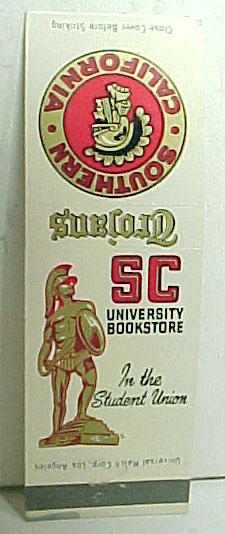 Close Cover Before Striking
SOUTHERN • CALIFORNIA •
Trojans
SC
UNIVERSITY
BOOKSTORE
In the
Student Union
Universal Match Corp., Los Angeles